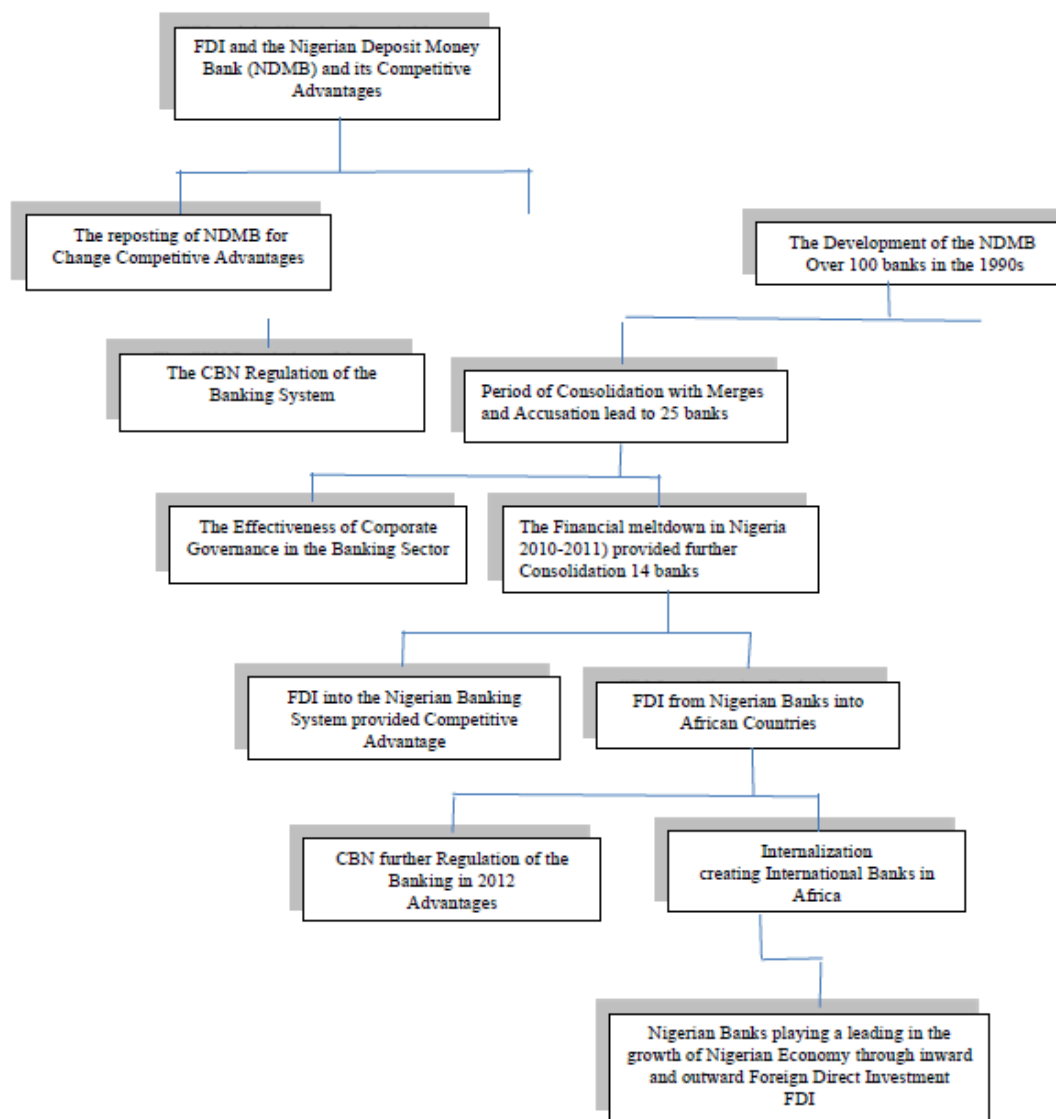 FDI and the Nigerian Deposit Money
Bank (NDMB) and its Competitive
Advantages
The reposting of NDMB for
Change Competitive Advantages
The Development of the NDMB
Over 100 banks in the 1990s
The CBN Regulation of the
Banking System
Period of Consolidation with Merges
and Accusation lead to 25 banks
The Effectiveness of Corporate
Governance in the Banking Sector
The Financial meltdown in Nigeria
2010-2011) provided further
Consolidation 14 banks
FDI into the Nigerian Banking
System provided Competitive
Advantage
FDI from Nigerian Banks into
African Countries
CBN further Regulation of the
Banking in 2012
Advantages
Internalization
creating International Banks in
Africa
Nigerian Banks playing a leading in the
growth of Nigerian Economy through inward
and outward Foreign Direct Investment
FDI